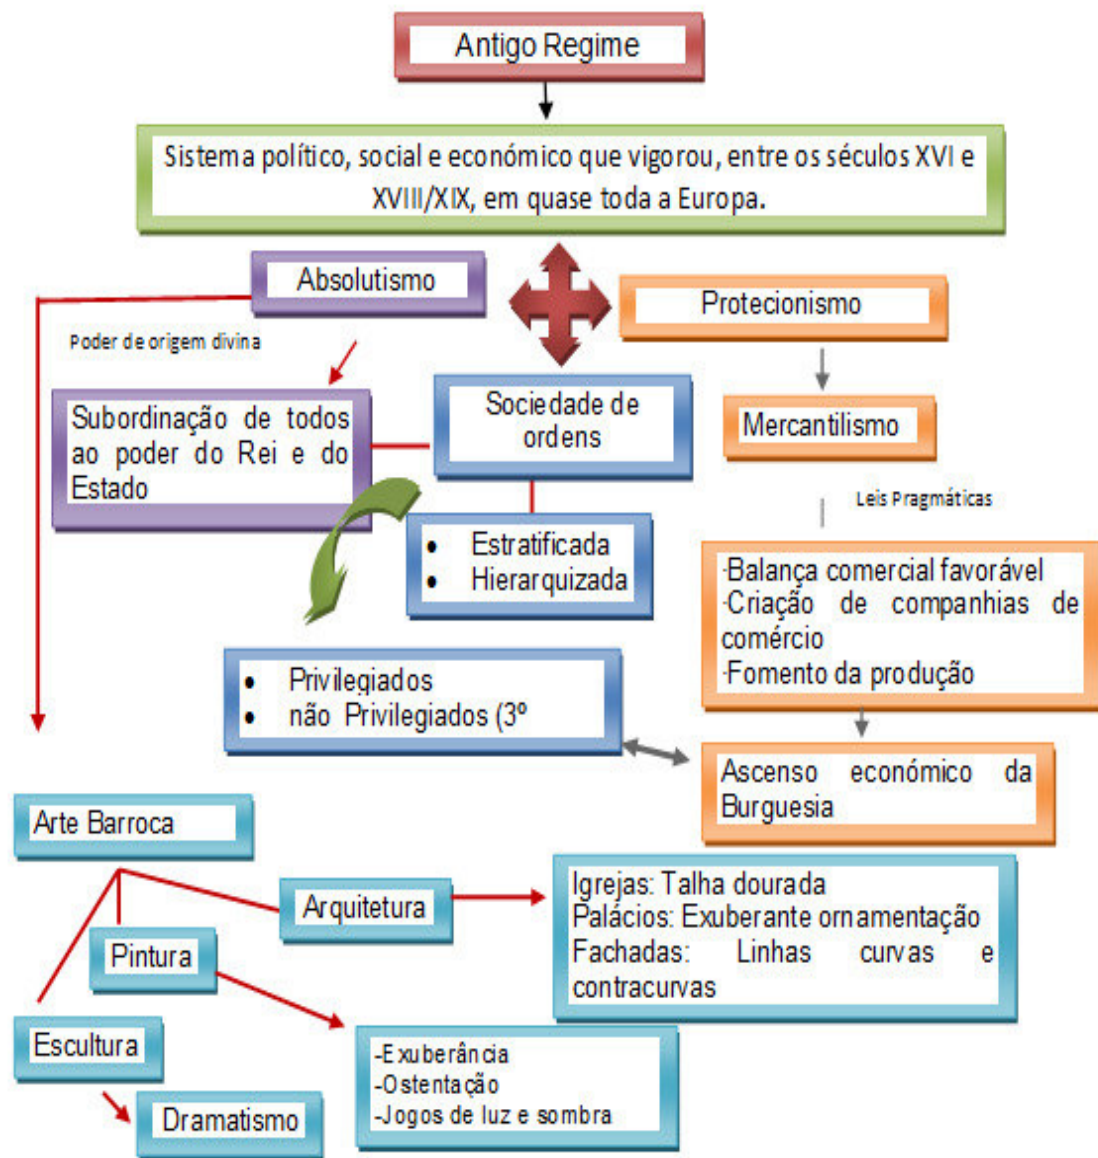 Antigo Regime
Sistema político, social e económico que vigorou, entre os séculos XVI e
XVIII/XIX, em quase toda a Europa.
Absolutismo
Protecionismo
Poder de origem divina
Subordinação de todos
ao poder do Rei e do
Estado
Sociedade de
ordens
Mercantilismo
Leis Pragmáticas
• Estratificada
• Hierarquizada
-Balança comercial favorável
-Criação de companhias de
comércio
-Fomento da produção
• Privilegiados
• não Privilegiados (3º
Ascenso económico da
Burguesia
Arte Barroca
Arquitetura
Igrejas: Talha dourada
Palácios: Exuberante ornamentação
Fachadas: Linhas curvas e
contracurvas
Pintura
Escultura
-Exuberância
-Ostentação
-Jogos de luz e sombra
Dramatismo